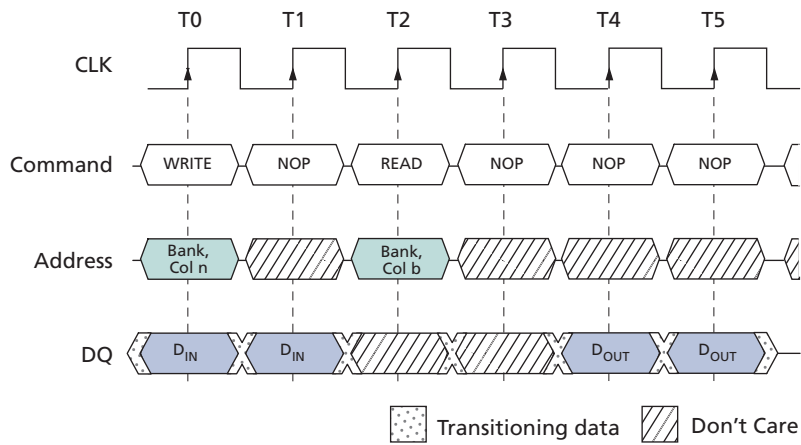 T0 T1 T2 T3 T4 T5
CLK
Command WRITE NOP READ NOP NOP NOP
Address Bank, Col n Bank, Col b
DQ DIN DIN DOUT DOUT
Transitioning data Don't Care